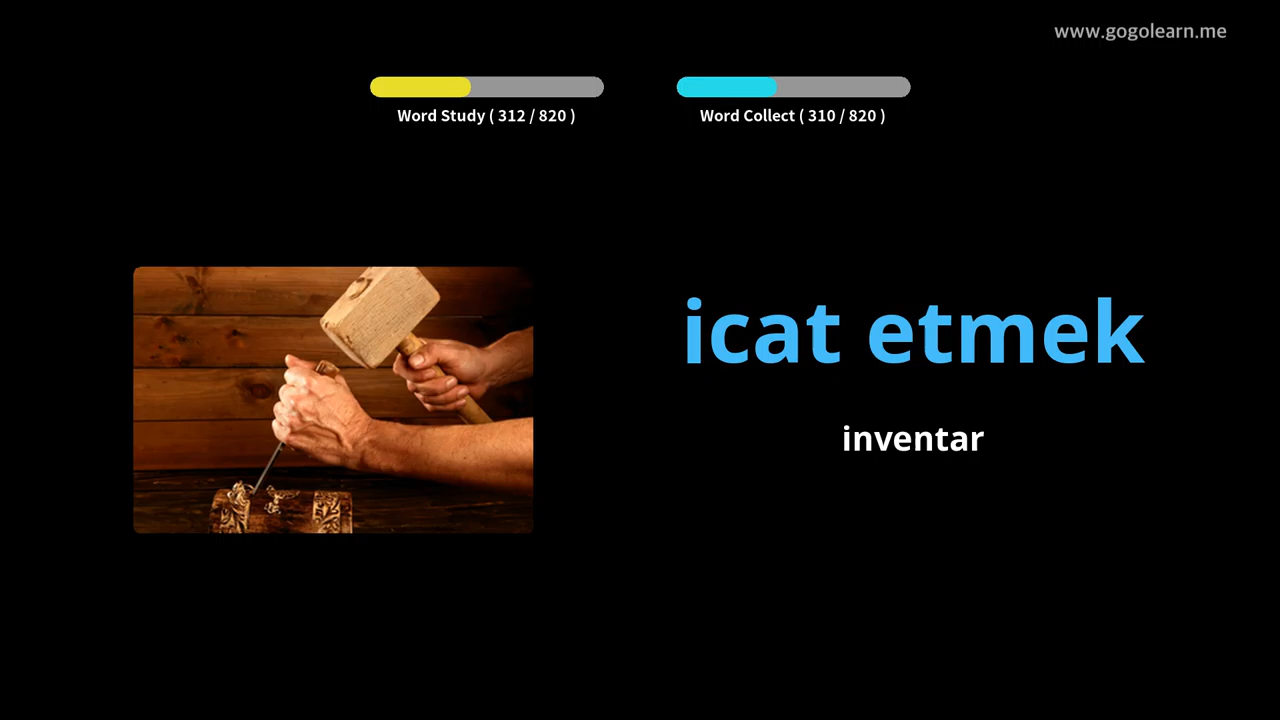 www.gogolearn.me
Word Study ( 312 / 820 )
Word Collect ( 310 / 820 )
icat etmek
inventar